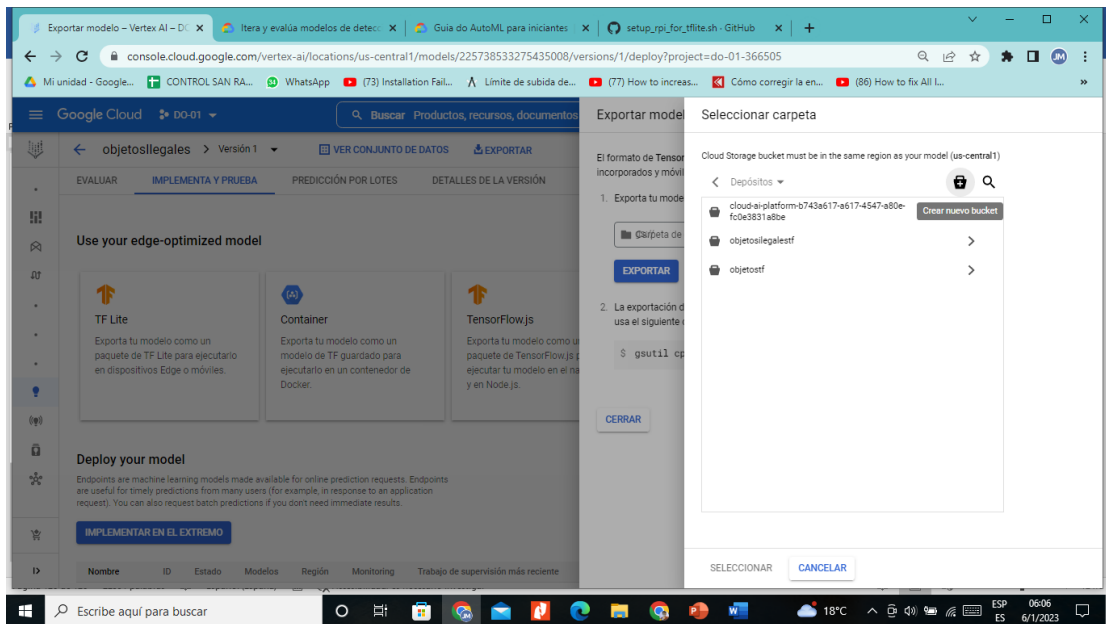 Exportar modelo – Vertex AI – DO
Itera y evalúa modelos de detecc
Guia do AutoML para iniciantes
setup_rpi_for_tflite.sh · GitHub
console.cloud.google.com/vertex-ai/locations/us-central1/models/225738533275435008/versions/1/deploy?project=do-01-366505
JM
Mi unidad - Google...
CONTROL SAN RA...
WhatsApp
(73) Installation Fail...
Límite de subida de...
(77) How to increas...
Cómo corregir la en...
(86) How to fix All I...
»
Google Cloud
DO-01
Buscar Productos, recursos, documentos
Exportar model
Seleccionar carpeta
objetosIlegales > Versión 1
VER CONJUNTO DE DATOS
EXPORTAR
EVALUAR
IMPLEMENTA Y PRUEBA
PREDICCIÓN POR LOTES
DETALLES DE LA VERSIÓN
Use your edge-optimized model
TF Lite
Exporta tu modelo como un
paquete de TF Lite para ejecutarlo
en dispositivos Edge o móviles.
Container
Exporta tu modelo como un
modelo de TF guardado para
ejecutarlo en un contenedor de
Docker.
TensorFlow.js
Exporta tu modelo como u
paquete de TensorFlow.js p
ejecutar tu modelo en el na
y en Node.js.
Deploy your model
Endpoints are machine learning models made available for online prediction requests. Endpoints
are useful for timely predictions from many users (for example, in response to an application
request). You can also request batch predictions if you don't need immediate results.
IMPLEMENTAR EN EL EXTREMO
Nombre
ID
Estado
Modelos
Región
Monitoring
Trabajo de supervisión más reciente
El formato de Tensor
incorporados y móvil
1. Exporta tu mode
Carpeta de
EXPORTAR
2. La exportación d
usa el siguiente
$ gsutil cp
CERRAR
Cloud Storage bucket must be in the same region as your model (us-central1)
Depósitos
Crear nuevo bucket
cloud-ai-platform-b743a617-a617-4547-a80e-
fc0e3831a8be
objetosilegalestf
objetostf
SELECCIONAR
CANCELAR
Escribe aquí para buscar
18°C
ESP
ES
06:06
6/1/2023